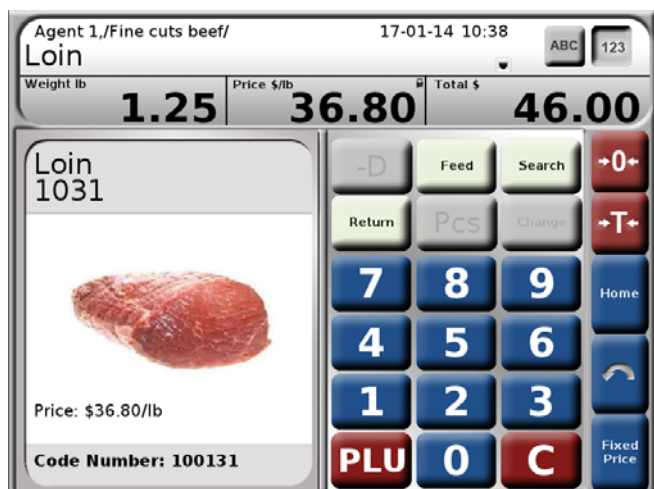 Agent 1,/Fine cuts beef/ 17-01-14 10:38
Loin
ABC 123
Weight lb Price $/lb Total $
1.25 36.80 46.00
Loin
1031
Price: $36.80/lb
Code Number: 100131
-D Feed Search →0←
Return Pcs Change →T←
7 8 9 Home
4 5 6
1 2 3
PLU 0 C Fixed
Price